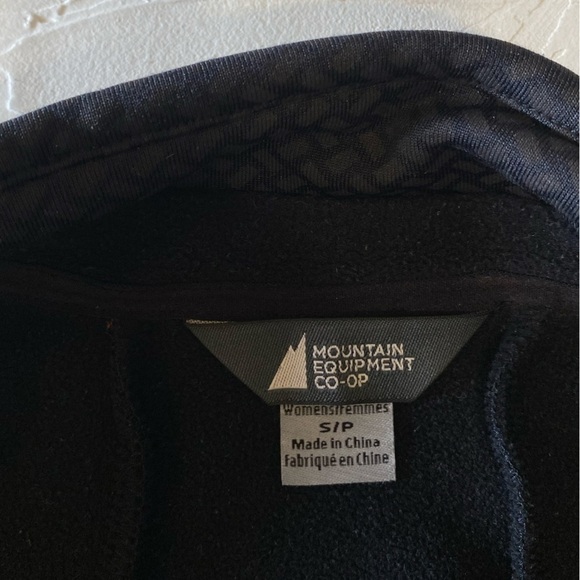 MOUNTAIN
EQUIPMENT
CO-OP
Womens/Femmes
S/P
Made in China
Fabriqué en Chine